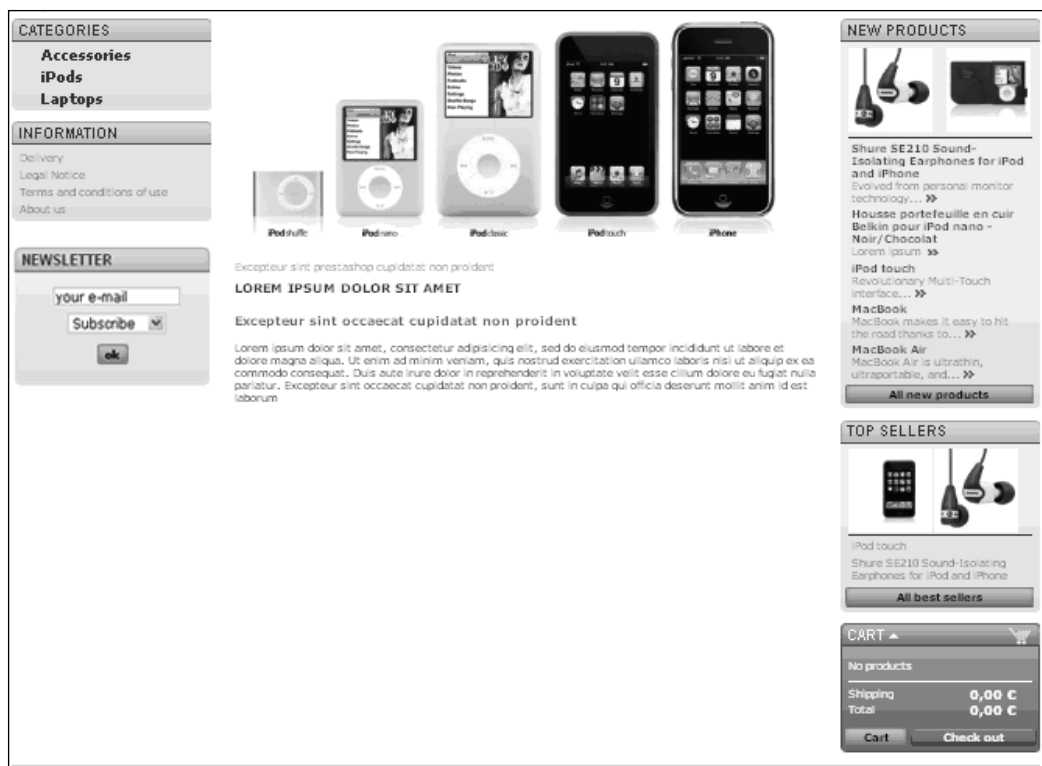 CATEGORIES
Accessories
iPods
Laptops
INFORMATION
Delivery
Legal Notice
Terms and conditions of use
About us
NEWSLETTER
your e-mail
Subscribe
ok
iPodshuffle
iPodnano
iPodclassic
iPodtouch
iPhone
Excepteur sint prestashop cupidatat non proident
LOREM IPSUM DOLOR SIT AMET
Excepteur sint occaecat cupidatat non proident
Lorem ipsum dolor sit amet, consectetur adipisicing elit, sed do eiusmod tempor incididunt ut labore et
dolore magna aliqua. Ut enim ad minim veniam, quis nostrud exercitation ullamco laboris nisi ut aliquip ex ea
commodo consequat. Duis aute irure dolor in reprehenderit in voluptate velit esse cillum dolore eu fugiat nulla
pariatur. Excepteur sint occaecat cupidatat non proident, sunt in culpa qui officia deserunt mollit anim id est
laborum
NEW PRODUCTS
Shure SE210 Sound-
Isolating Earphones for iPod
and iPhone
Evolved from personal monitor
technology... »
Housse portefeuille en cuir
Belkin pour iPod nano -
Noir/Chocolat
Lorem ipsum »
iPod touch
Revolutionary Multi-Touch
interface... »
MacBook
MacBook makes it easy to hit
the road thanks to... »
MacBook Air
MacBook Air is ultrathin,
ultraportable, and... »
All new products
TOP SELLERS
iPod touch
Shure SE210 Sound-Isolating
Earphones for iPod and iPhone
All best sellers
CART
No products
Shipping 0,00 €
Total 0,00 €
Cart Check out